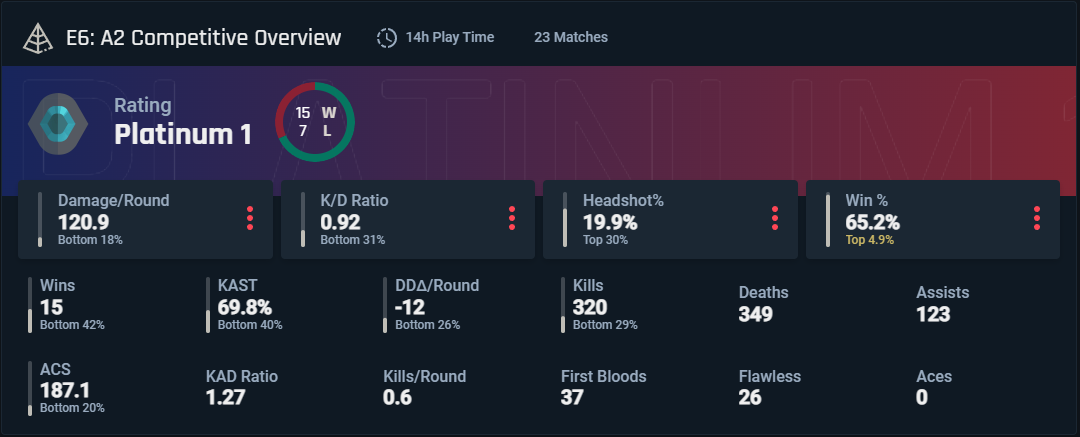 E6: A2 Competitive Overview
14h Play Time
23 Matches
PLATINUM 1
Rating
Platinum 1
15 W
7 L
Damage/Round
120.9
Bottom 18%
K/D Ratio
0.92
Bottom 31%
Headshot%
19.9%
Top 30%
Win %
65.2%
Top 4.9%
Wins
15
Bottom 42%
KAST
69.8%
Bottom 40%
DDΔ/Round
-12
Bottom 26%
Kills
320
Bottom 29%
Deaths
349
Assists
123
ACS
187.1
Bottom 20%
KAD Ratio
1.27
Kills/Round
0.6
First Bloods
37
Flawless
26
Aces
0